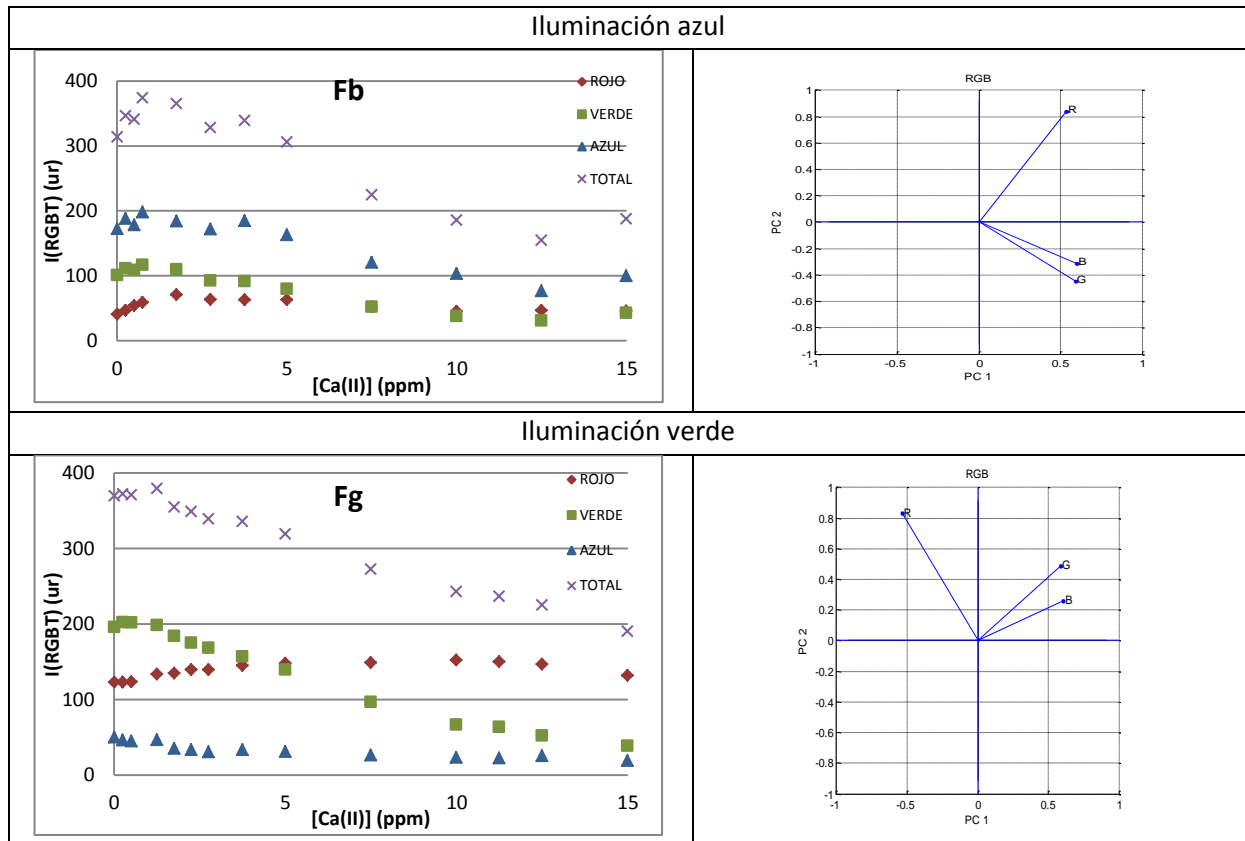 Iluminación azul
Fb
I(RGBT) (ur)
400
300
200
100
0
0
5
10
15
[Ca(II)] (ppm)
ROJO
VERDE
AZUL
TOTAL
RGB
PC 2
1
0.8
0.6
0.4
0.2
0
-0.2
-0.4
-0.6
-0.8
-1
-1
-0.5
0
0.5
1
PC 1
R
B
G
Iluminación verde
Fg
I(RGBT) (ur)
400
300
200
100
0
0
5
10
15
[Ca(II)] (ppm)
ROJO
VERDE
AZUL
TOTAL
RGB
PC 2
1
0.8
0.6
0.4
0.2
0
-0.2
-0.4
-0.6
-0.8
-1
-1
-0.5
0
0.5
1
PC 1
R
G
B